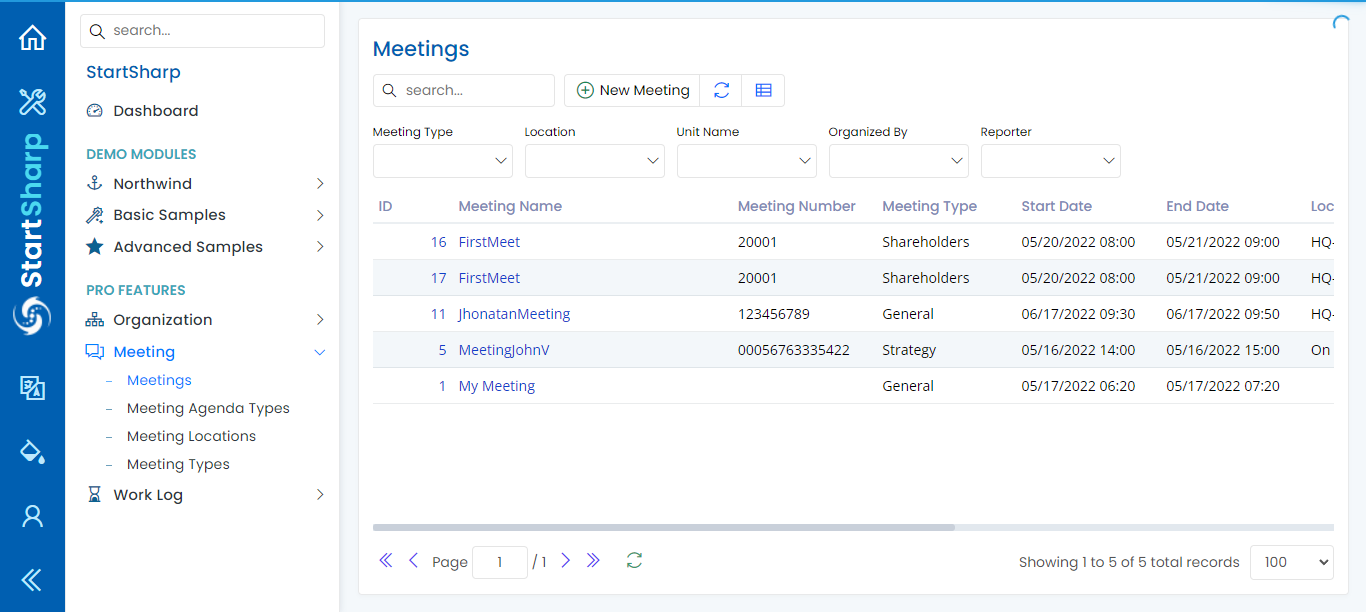 search...
StartSharp
Dashboard
DEMO MODULES
Northwind
Basic Samples
Advanced Samples
PRO FEATURES
Organization
Meeting
Meetings
Meeting Agenda Types
Meeting Locations
Meeting Types
Work Log
StartSharp
Meetings
search...
New Meeting
Meeting Type Location Unit Name Organized By Reporter
ID Meeting Name Meeting Number Meeting Type Start Date End Date Loc
16 FirstMeet 20001 Shareholders 05/20/2022 08:00 05/21/2022 09:00 HQ-
17 FirstMeet 20001 Shareholders 05/20/2022 08:00 05/21/2022 09:00 HQ-
11 JhonatanMeeting 123456789 General 06/17/2022 09:30 06/17/2022 09:50 HQ-
5 MeetingJohnV 00056763335422 Strategy 05/16/2022 14:00 05/16/2022 15:00 On
1 My Meeting General 05/17/2022 06:20 05/17/2022 07:20
Page 1 / 1
Showing 1 to 5 of 5 total records 100